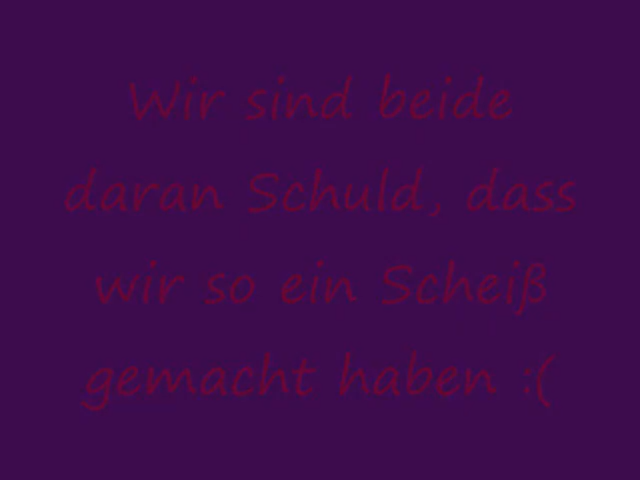 Wir sind beide
daran Schuld, dass
wir so ein Scheiß
gemacht haben :(